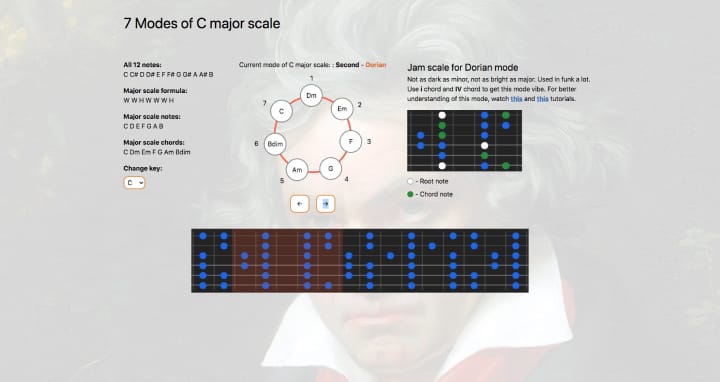 7 Modes of C major scale
All 12 notes:
C C# D D# E F F# G G# A A# B
Major scale formula:
W W H W W W H
Major scale notes:
C D E F G A B
Major scale chords:
C Dm Em F G Am Bdim
Change key:
C
Current mode of C major scale: : Second - Dorian
1
Dm
2
Em
3
F
4
G
5
Am
6
Bdim
7
C
←
→
Jam scale for Dorian mode
Not as dark as minor, not as bright as major. Used in funk a lot.
Use i chord and IV chord to get this mode vibe. For better
understanding of this mode, watch this and this tutorials.
- Root note
- Chord note